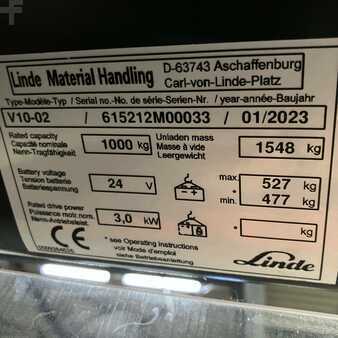 Linde Material Handling D-63743 Aschaffenburg
Carl-von-Linde-Platz
Type-Modèle-Typ / Serial no.-No. de série-Serien-Nr. / year-année-Baujahr
V10-02 / 615212M00033 / 01/2023
Rated capacity
Capacité nominale
Nenn-Tragfähigkeit
1000 kg
Unladen mass
Masse à vide
Leergewicht
1548 kg
Battery voltage
Tension batterie
Batteriespannung
24 V
max. 527 kg
min. 477 kg
Rated drive power
Puissance motr. nom.
Nenn-Antriebsleist.
3,0 kW
* kg
CE
* see Operating instructions
voir Mode d'emploi
siehe Betriebsanleitung
Linde